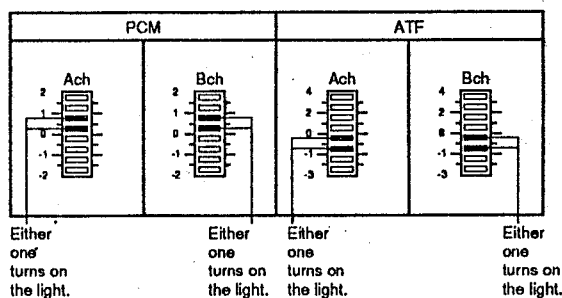 PCM ATF
Ach Bch Ach Bch
2 2 4 4
1 1 2 2
0 0 0
-1 -1 -1 -1
-2 -2 -3 -3
Either Either Either Either
one one one one
turns on turns on turns on turns on
the light. the light. the light. the light.